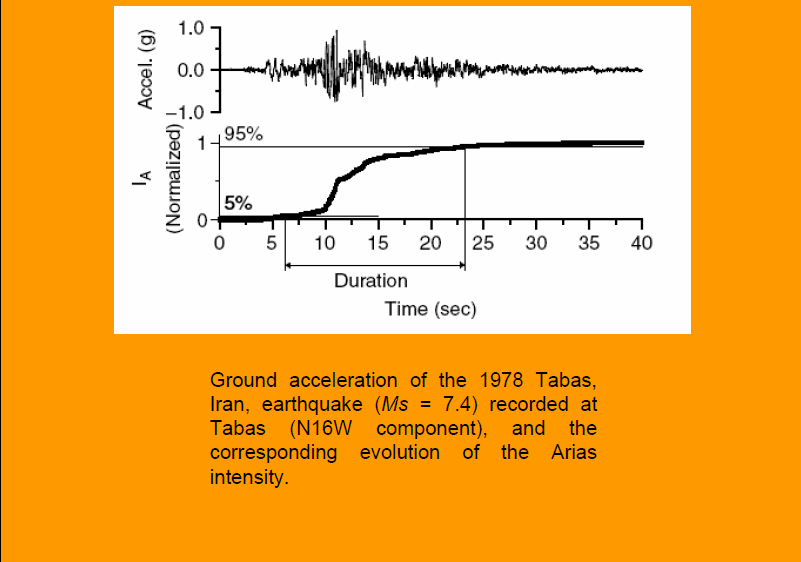 Accel. (g)
1.0
0.0
–1.0
IA
(Normalized)
1
0
95%
5%
0 5 10 15 20 25 30 35 40
Duration
Time (sec)
Ground acceleration of the 1978 Tabas,
Iran, earthquake (Ms = 7.4) recorded at
Tabas (N16W component), and the
corresponding evolution of the Arias
intensity.